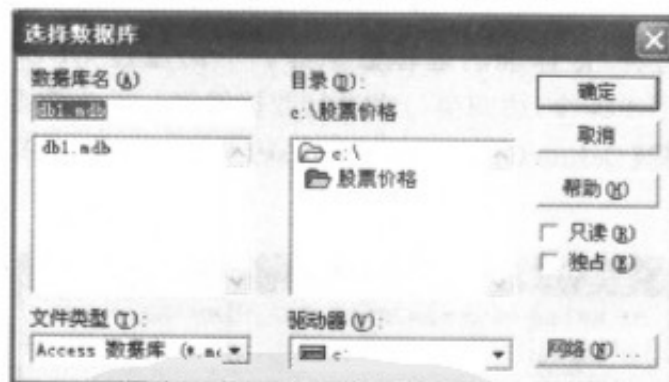 选择数据库
数据库名(A)
db1.mdb
db1.mdb
文件类型(T):
Access 数据库 (*.mc
目录(D):
e:\股票价格
e:\
股票价格
驱动器(V):
e:
确定
取消
帮助(H)
只读(R)
独占(E)
网络(N)...